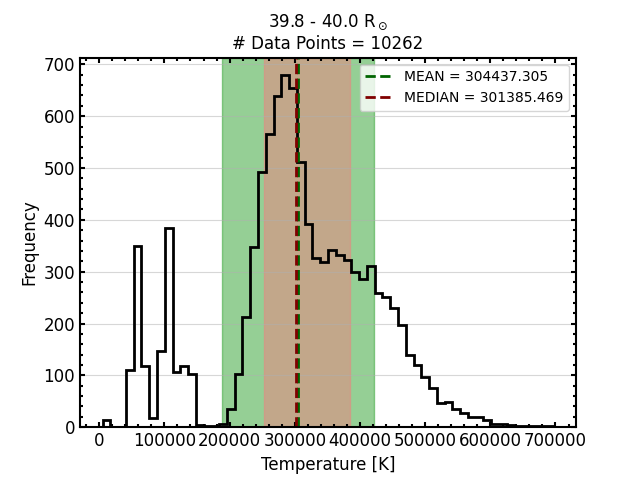 39.8 - 40.0 R⊙
# Data Points = 10262
MEAN = 304437.305
MEDIAN = 301385.469
700
600
500
400
300
200
100
0
Frequency
0 100000 200000 300000 400000 500000 600000 700000
Temperature [K]